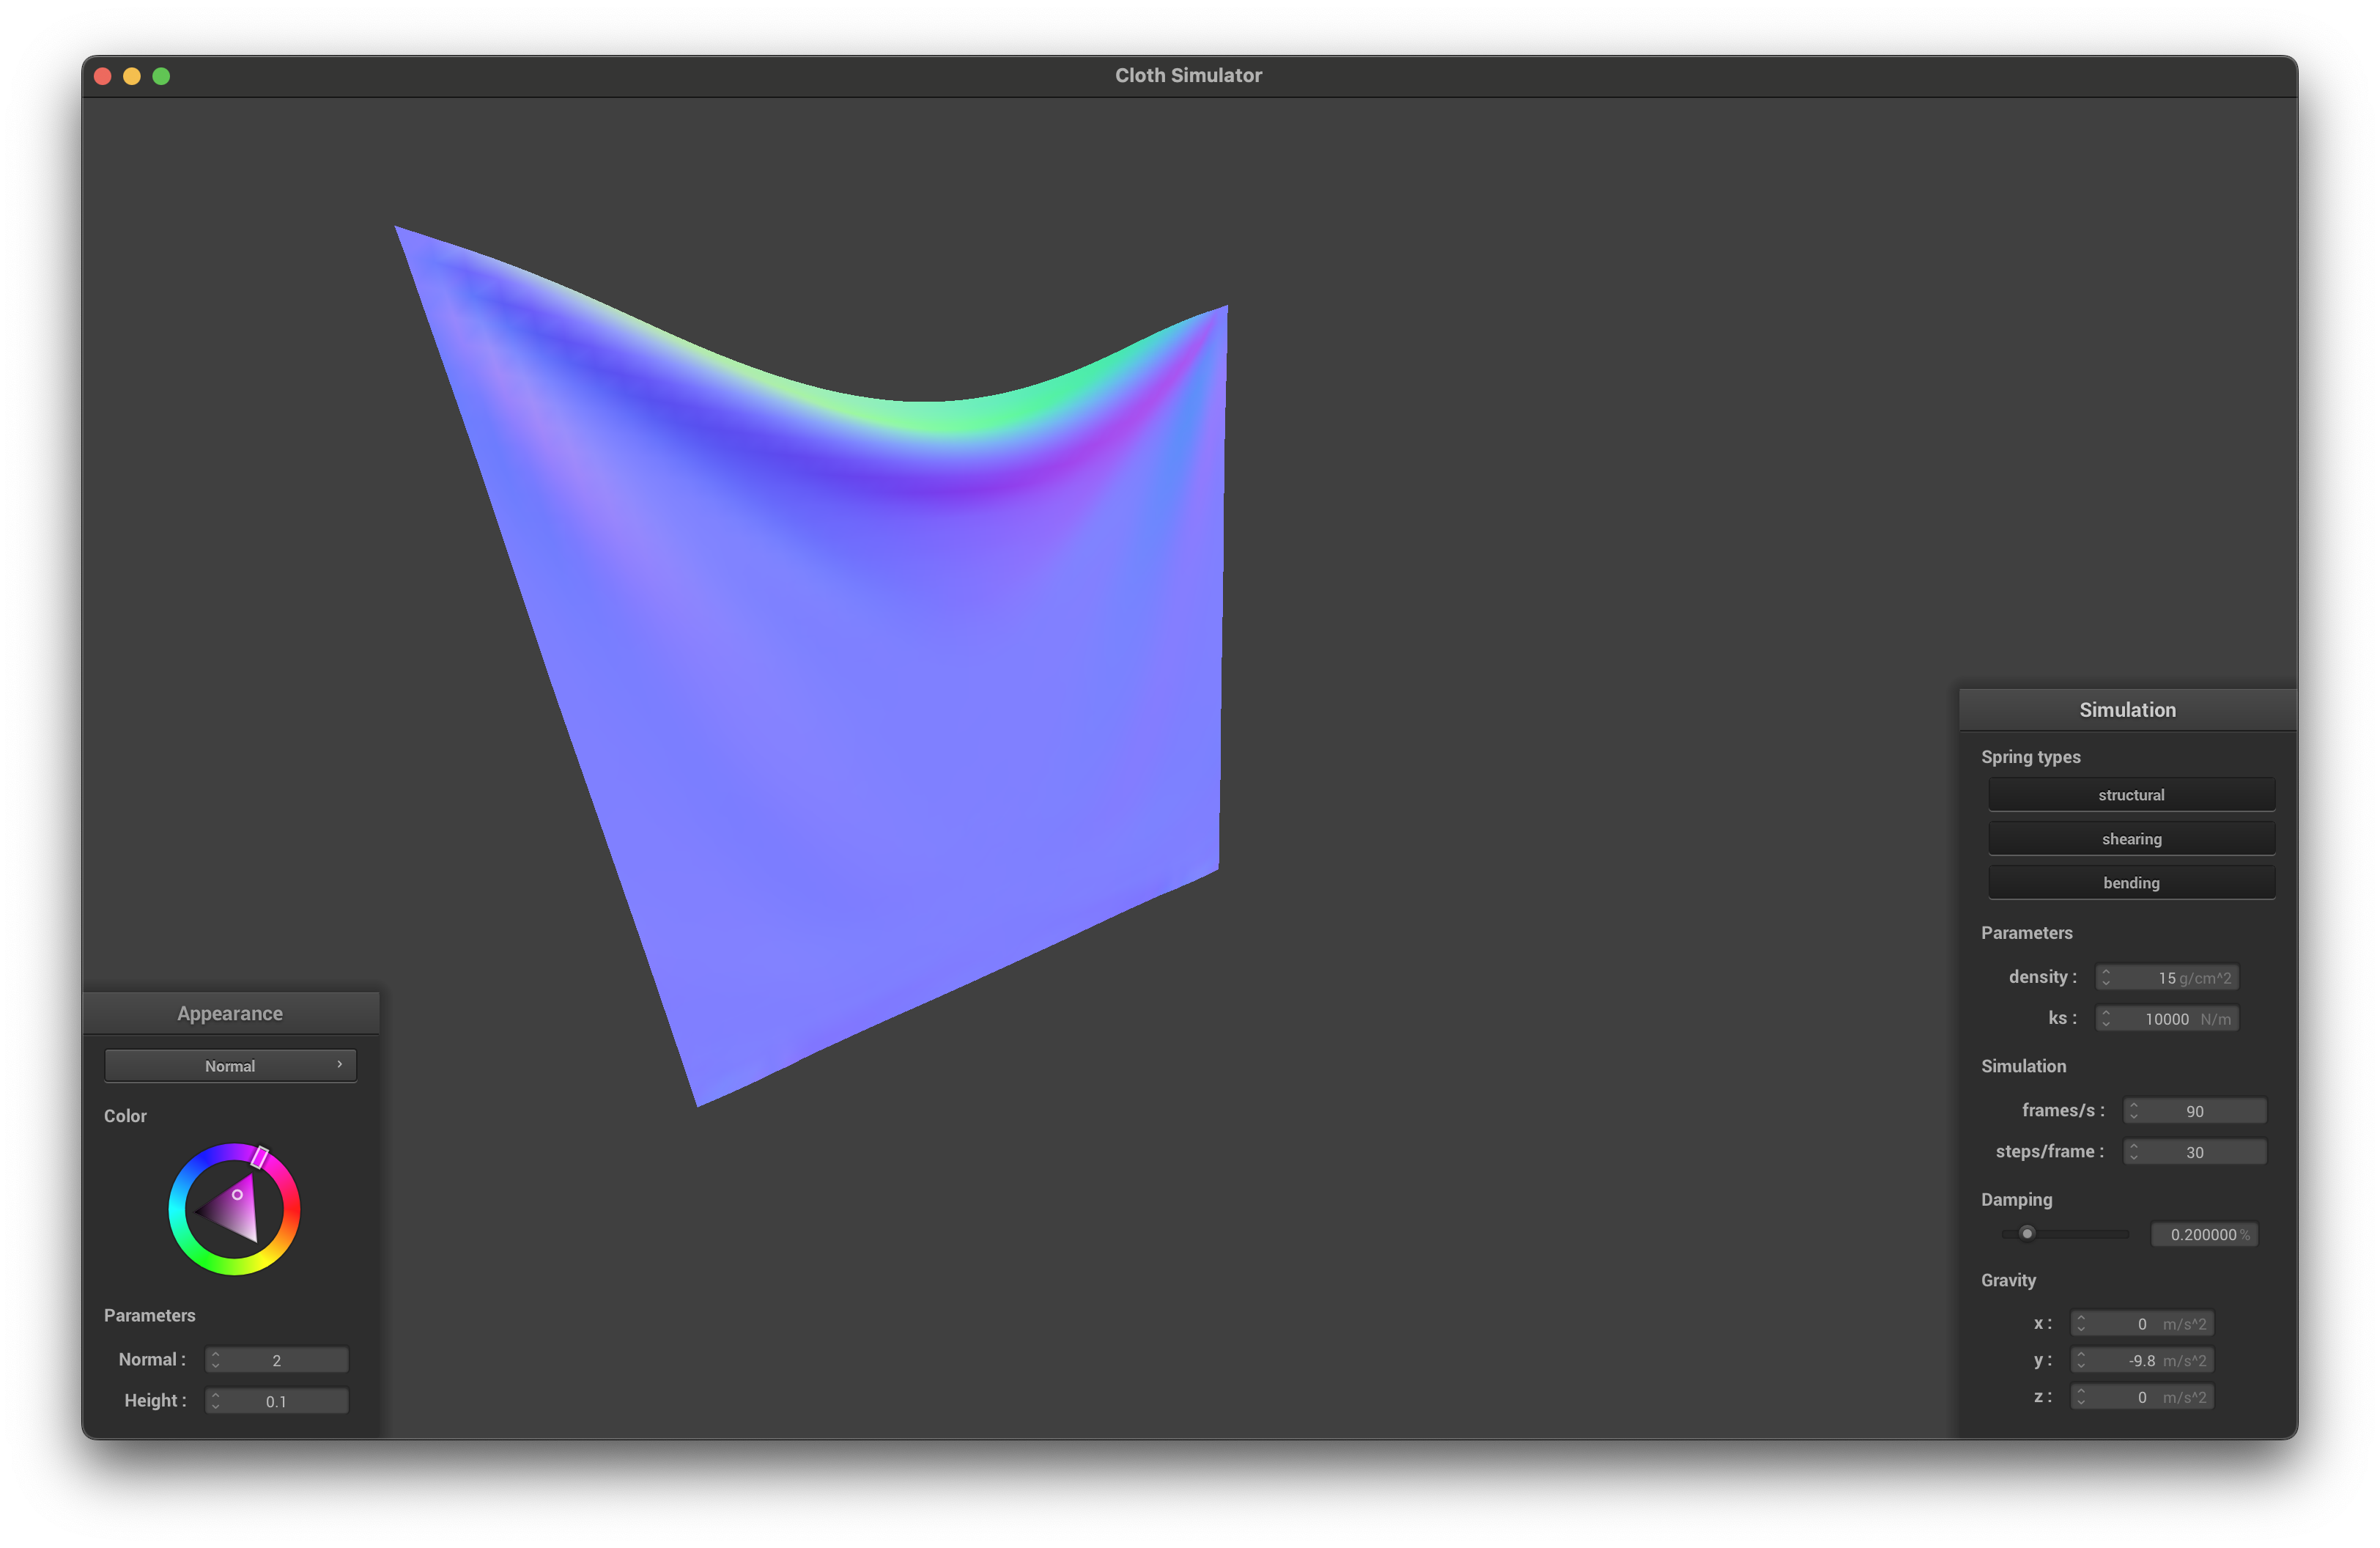 Cloth Simulator
Simulation
Spring types
structural
shearing
bending
Parameters
density : 15 g/cm^2
ks : 10000 N/m
Simulation
frames/s : 90
steps/frame : 30
Damping
0.200000 %
Gravity
x : 0 m/s^2
y : -9.8 m/s^2
z : 0 m/s^2
Appearance
Normal
Color
Parameters
Normal : 2
Height : 0.1